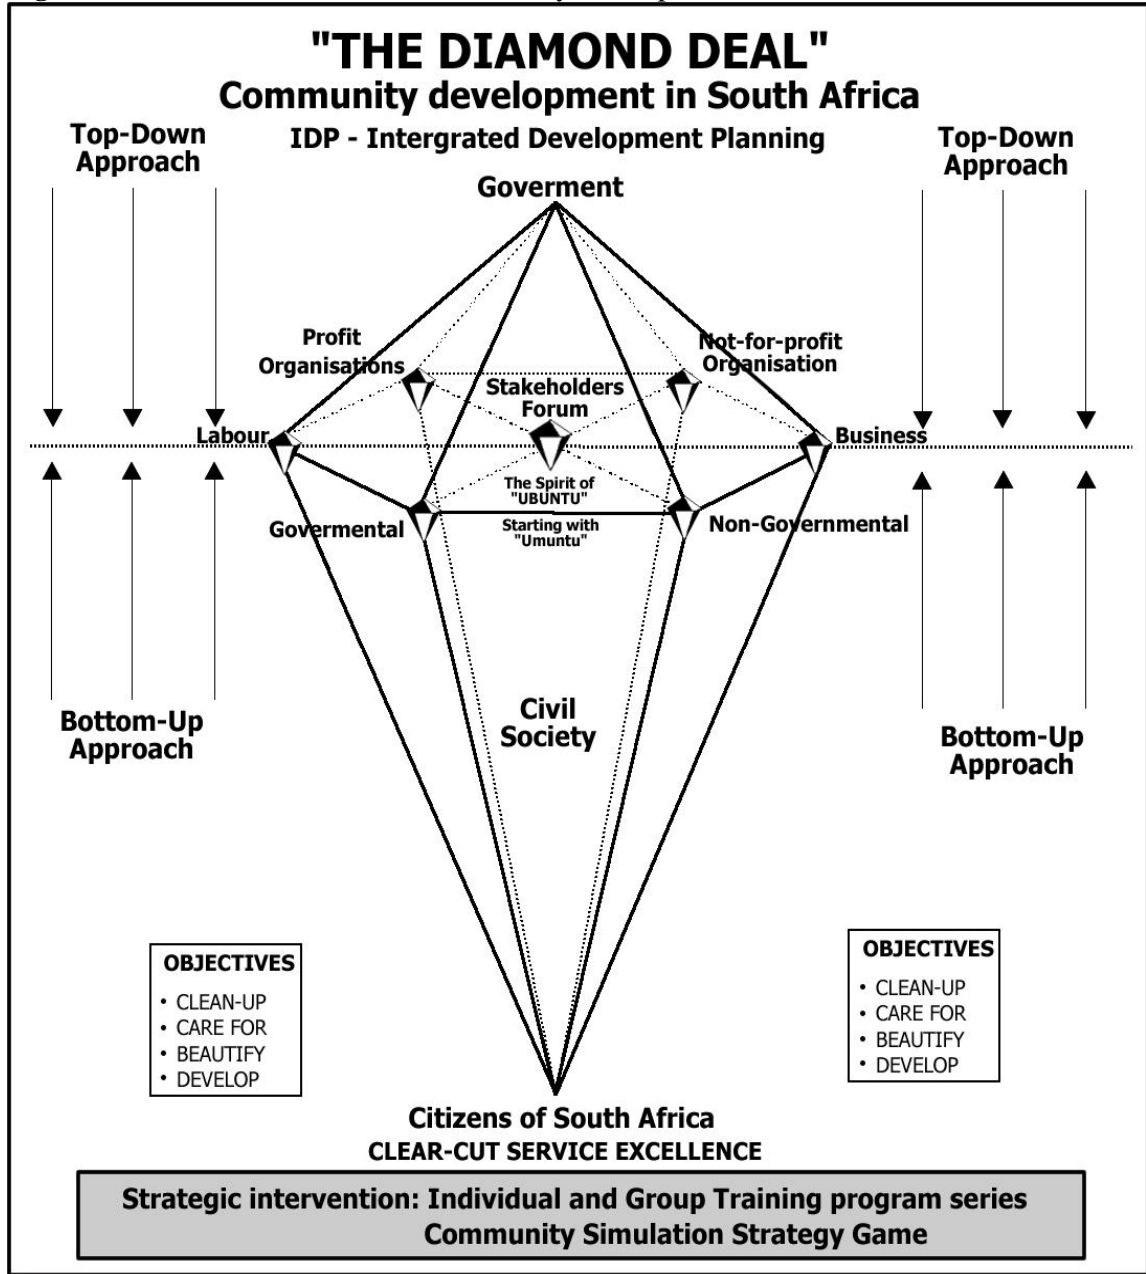 "THE DIAMOND DEAL"
Community development in South Africa
IDP - Intergrated Development Planning
Top-Down
Approach
Top-Down
Approach
Goverment
Profit
Organisations
Not-for-profit
Organisation
Stakeholders
Forum
Labour
Business
The Spirit of
"UBUNTU"
Govermental
Starting with
"Umuntu"
Non-Governmental
Civil
Society
Bottom-Up
Approach
Bottom-Up
Approach
OBJECTIVES
• CLEAN-UP
• CARE FOR
• BEAUTIFY
• DEVELOP
OBJECTIVES
• CLEAN-UP
• CARE FOR
• BEAUTIFY
• DEVELOP
Citizens of South Africa
CLEAR-CUT SERVICE EXCELLENCE
Strategic intervention: Individual and Group Training program series
Community Simulation Strategy Game